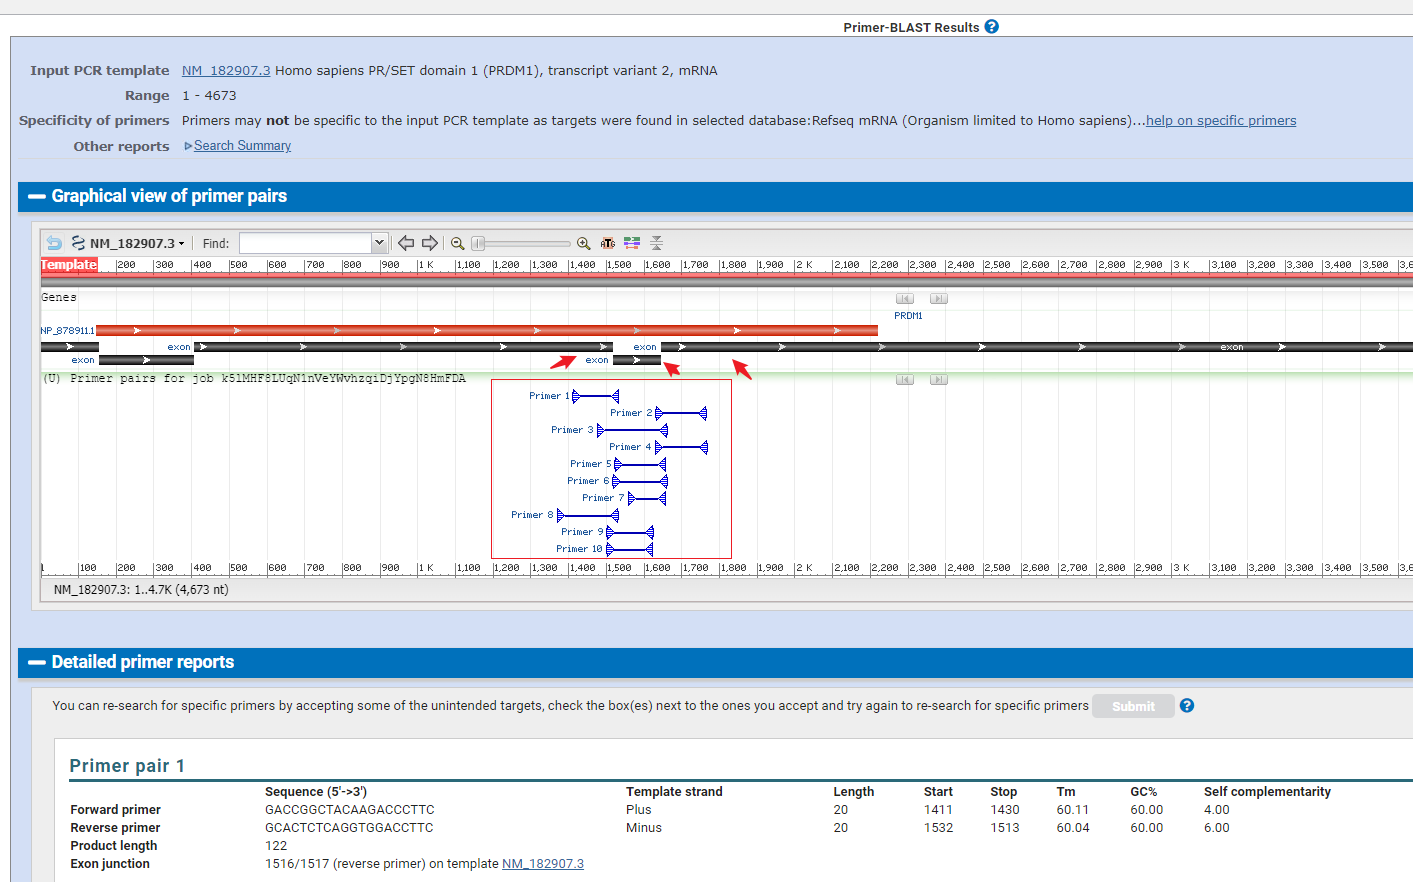 Primer-BLAST Results
Input PCR template NM_182907.3 Homo sapiens PR/SET domain 1 (PRDM1), transcript variant 2, mRNA
Range 1 - 4673
Specificity of primers Primers may not be specific to the input PCR template as targets were found in selected database:Refseq mRNA (Organism limited to Homo sapiens)...help on specific primers
Other reports Search Summary
Graphical view of primer pairs
NM_182907.3 Find:
Template 200 300 400 500 600 700 800 900 1 K 1,100 1,200 1,300 1,400 1,500 1,600 1,700 1,800 1,900 2 K 2,100 2,200 2,300 2,400 2,500 2,600 2,700 2,800 2,900 3 K 3,100 3,200 3,300 3,400 3,500 3,6
Genes
PRDM1
NP_878911.1
exon exon exon
exon exon
(U) Primer pairs for job k5lMHF8LUqN1nVeYWvhzqiDjYpgN8HmFDA
Primer 1
Primer 2
Primer 3
Primer 4
Primer 5
Primer 6
Primer 7
Primer 8
Primer 9
Primer 10
1 100 200 300 400 500 600 700 800 900 1 K 1,100 1,200 1,300 1,400 1,500 1,600 1,700 1,800 1,900 2 K 2,100 2,200 2,300 2,400 2,500 2,600 2,700 2,800 2,900 3 K 3,100 3,200 3,300 3,400 3,500 3,6
NM_182907.3: 1..4.7K (4,673 nt)
Detailed primer reports
You can re-search for specific primers by accepting some of the unintended targets, check the box(es) next to the ones you accept and try again to re-search for specific primers Submit
Primer pair 1
Sequence (5'->3') Template strand Length Start Stop Tm GC% Self complementarity
Forward primer GACCGGCTACAAGACCCTTC Plus 20 1411 1430 60.11 60.00 4.00
Reverse primer GCACTCTCAGGTGGACCTTC Minus 20 1532 1513 60.04 60.00 6.00
Product length 122
Exon junction 1516/1517 (reverse primer) on template NM_182907.3